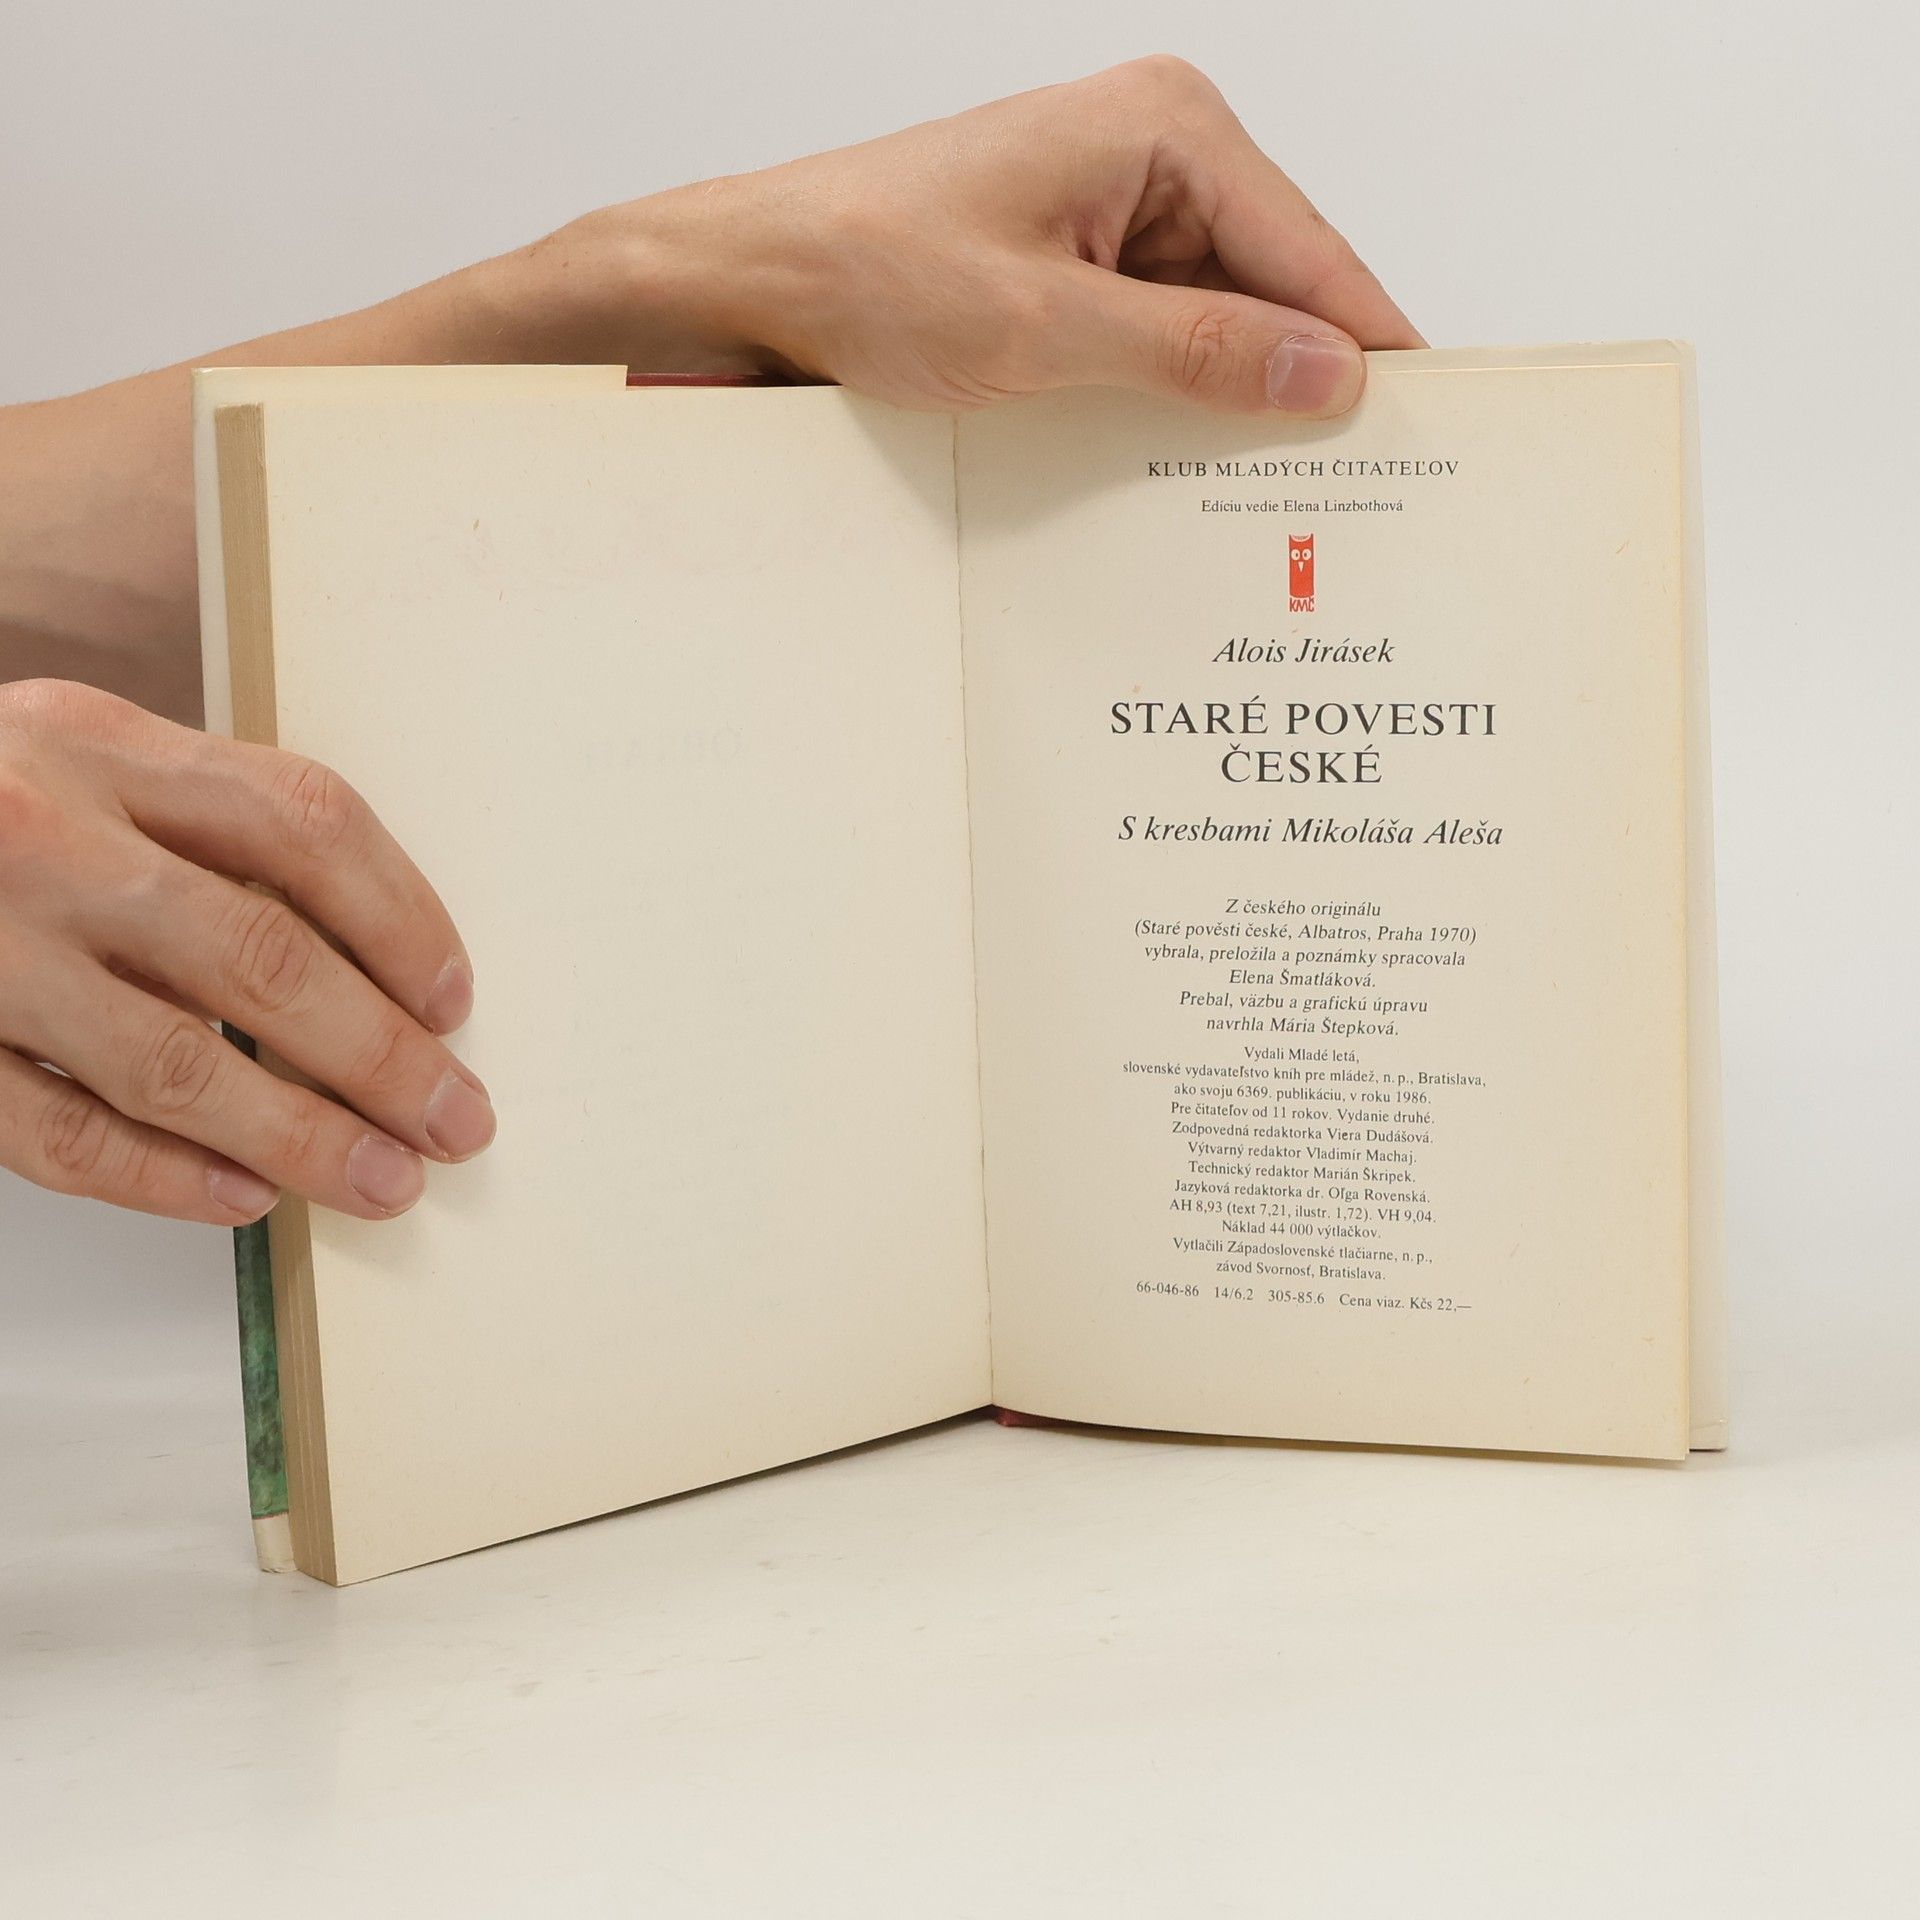 KLUB MLADÝCH ČITATEĽOV
Edíciu vedie Elena Linzbothová
KMČ
Alois Jirásek
STARÉ POVESTI
ČESKÉ
S kresbami Mikoláša Aleša
Z českého originálu
(Staré pověsti české, Albatros, Praha 1970)
vybrala, preložila a poznámky spracovala
Elena Šmatláková.
Prebal, väzbu a grafickú úpravu
navrhla Mária Štepková.
Vydali Mladé letá,
slovenské vydavateľstvo kníh pre mládež, n. p., Bratislava,
ako svoju 6369. publikáciu, v roku 1986.
Pre čitateľov od 11 rokov. Vydanie druhé.
Zodpovedná redaktorka Viera Dudášová.
Výtvarný redaktor Vladimír Machaj.
Technický redaktor Marián Škripek.
Jazyková redaktorka dr. Oľga Rovenská.
AH 8,93 (text 7,21, ilustr. 1,72). VH 9,04.
Náklad 44 000 výtlačkov.
Vytlačili Západoslovenské tlačiarne, n. p.,
závod Svornosť, Bratislava.
66-046-86 14/6.2 305-85.6 Cena viaz. Kčs 22,—